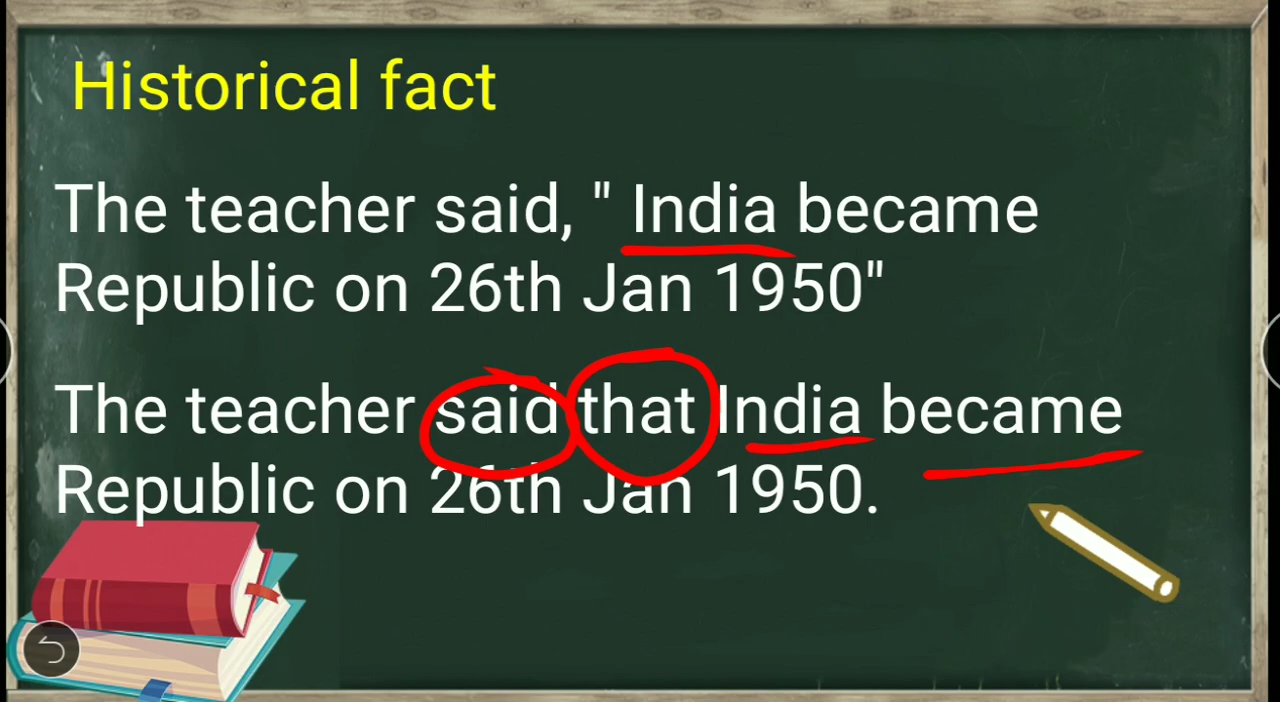 Historical fact
The teacher said, " India became
Republic on 26th Jan 1950"
The teacher said that India became
Republic on 26th Jan 1950.